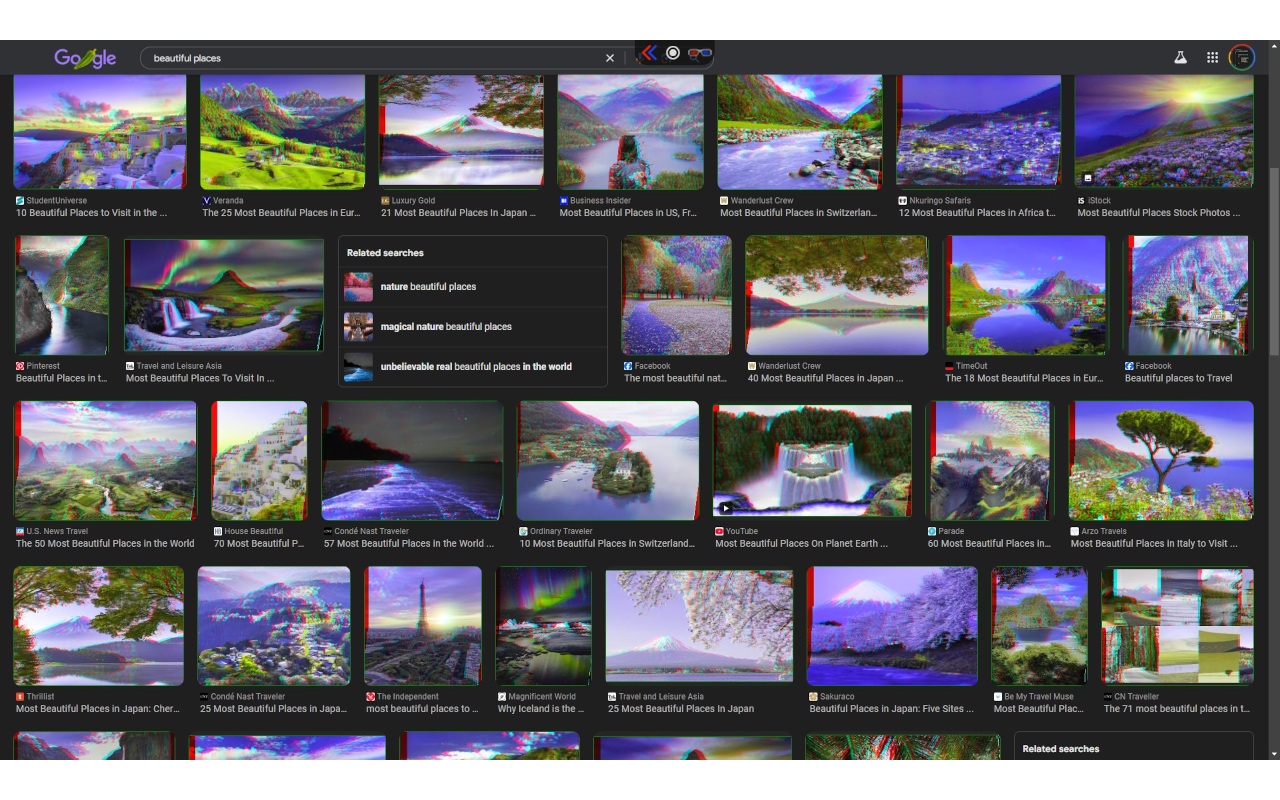 Google
beautiful places
StudentUniverse
10 Beautiful Places to Visit in the ...
Veranda
The 25 Most Beautiful Places in Eur...
Luxury Gold
21 Most Beautiful Places In Japan ...
Business Insider
Most Beautiful Places in US, Fr...
Wanderlust Crew
Most Beautiful Places in Switzerlan...
Nkuringo Safaris
12 Most Beautiful Places in Africa t...
iStock
Most Beautiful Places Stock Photos ...
Pinterest
Beautiful Places in t...
Travel and Leisure Asia
Most Beautiful Places To Visit In ...
Related searches
nature beautiful places
magical nature beautiful places
unbelievable real beautiful places in the world
Facebook
The most beautiful nat...
Wanderlust Crew
40 Most Beautiful Places in Japan ...
TimeOut
The 18 Most Beautiful Places in Eur...
Facebook
Beautiful places to Travel
U.S. News Travel
The 50 Most Beautiful Places in the World
House Beautiful
70 Most Beautiful P...
Condé Nast Traveler
57 Most Beautiful Places in the World ...
Ordinary Traveler
10 Most Beautiful Places in Switzerland...
YouTube
Most Beautiful Places On Planet Earth ...
Parade
60 Most Beautiful Places in...
Arzo Travels
Most Beautiful Places in Italy to Visit ...
Thrillist
Most Beautiful Places in Japan: Cher...
Condé Nast Traveler
25 Most Beautiful Places in Japa...
The Independent
most beautiful places to ...
Magnificent World
Why Iceland is the ...
Travel and Leisure Asia
25 Most Beautiful Places In Japan
Sakuraco
Beautiful Places in Japan: Five Sites ...
Be My Travel Muse
Most Beautiful Plac...
CN Traveller
The 71 most beautiful places in t...
Related searches